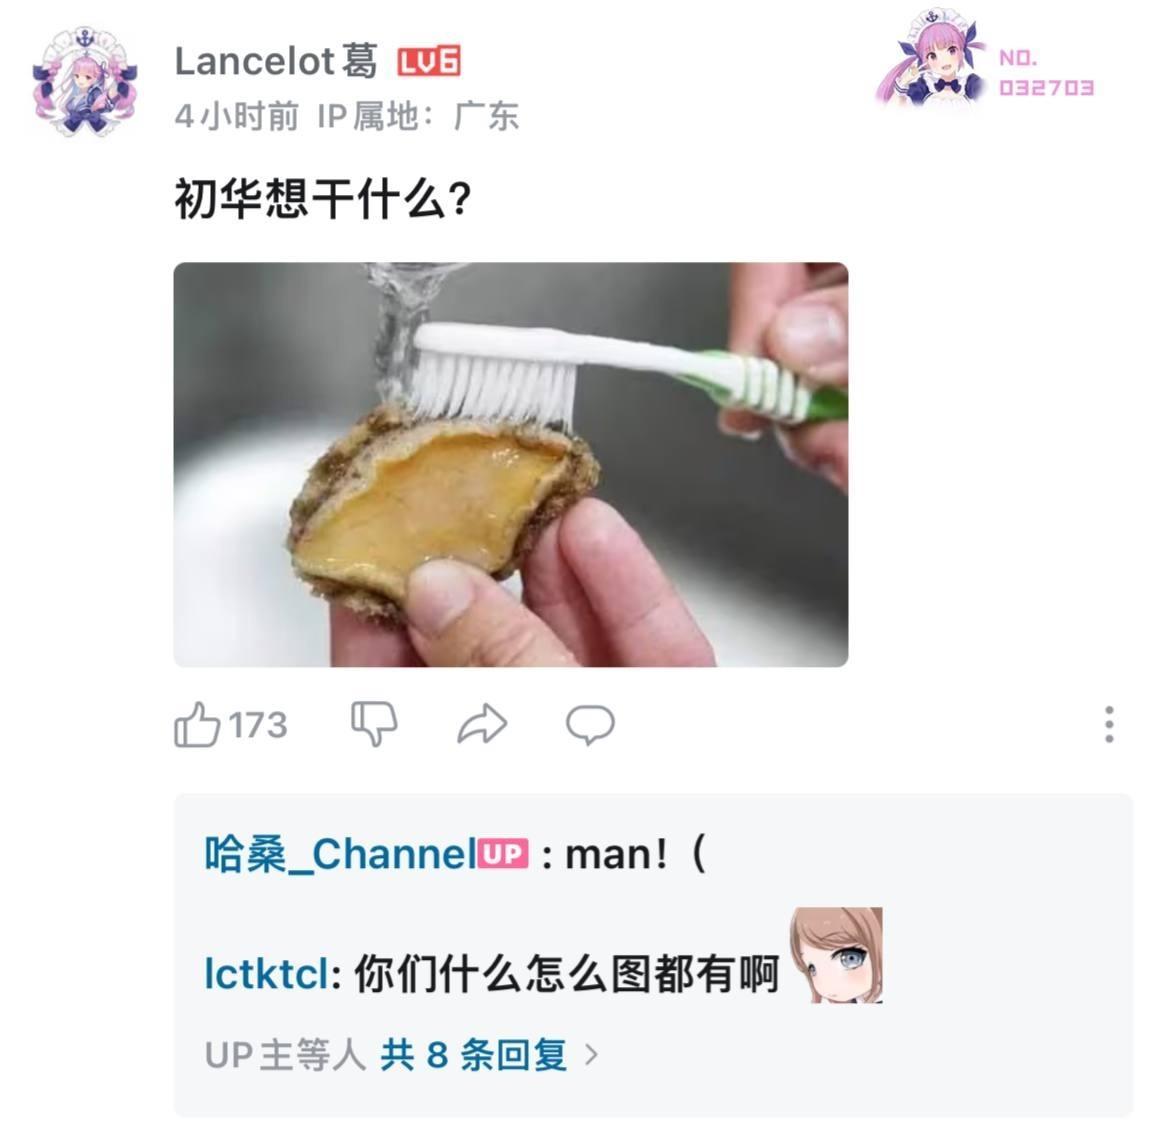 Lancelot葛 LV6
NO.
032703
4小时前 IP属地：广东
初华想干什么？
173
哈桑_ChannelUP : man!（
lctktcl: 你们什么怎么图都有啊
UP主等人 共 8 条回复 >